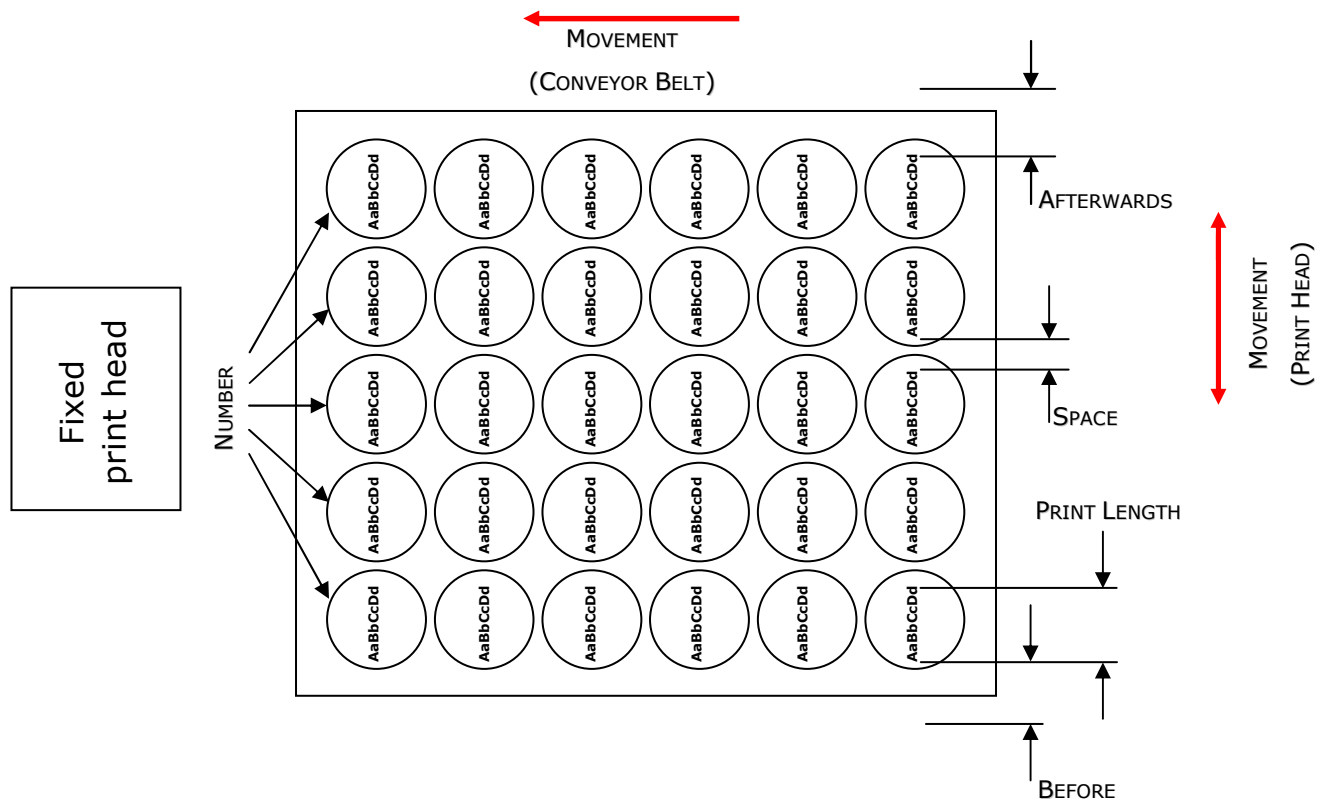 MOVEMENT
(CONVEYOR BELT)
AaBbCcDd AaBbCcDd AaBbCcDd AaBbCcDd AaBbCcDd AaBbCcDd
AFTERWARDS
AaBbCcDd AaBbCcDd AaBbCcDd AaBbCcDd AaBbCcDd AaBbCcDd
MOVEMENT
(PRINT HEAD)
Fixed
print head
NUMBER
AaBbCcDd AaBbCcDd AaBbCcDd AaBbCcDd AaBbCcDd AaBbCcDd
SPACE
AaBbCcDd AaBbCcDd AaBbCcDd AaBbCcDd AaBbCcDd AaBbCcDd
PRINT LENGTH
AaBbCcDd AaBbCcDd AaBbCcDd AaBbCcDd AaBbCcDd AaBbCcDd
BEFORE